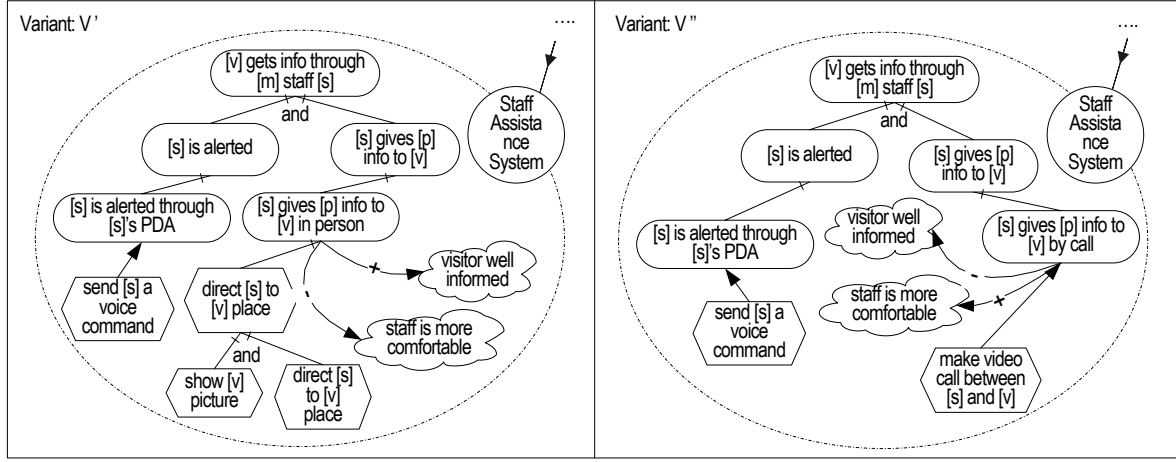 Variant: V '
....
[v] gets info through
[m] staff [s]
and
Staff
Assista
nce
System
[s] is alerted
[s] gives [p]
info to [v]
[s] is alerted through
[s]'s PDA
[s] gives [p] info to
[v] in person
+
-
visitor well
informed
send [s] a
voice
command
direct [s] to
[v] place
staff is more
comfortable
and
show [v]
picture
direct [s]
to [v]
place
Variant: V "
....
[v] gets info through
[m] staff [s]
and
Staff
Assista
nce
System
[s] is alerted
[s] gives [p]
info to [v]
visitor well
informed
[s] is alerted through
[s]'s PDA
[s] gives [p] info to
[v] by call
-
+
staff is more
comfortable
send [s] a
voice
command
make video
call between
[s] and [v]